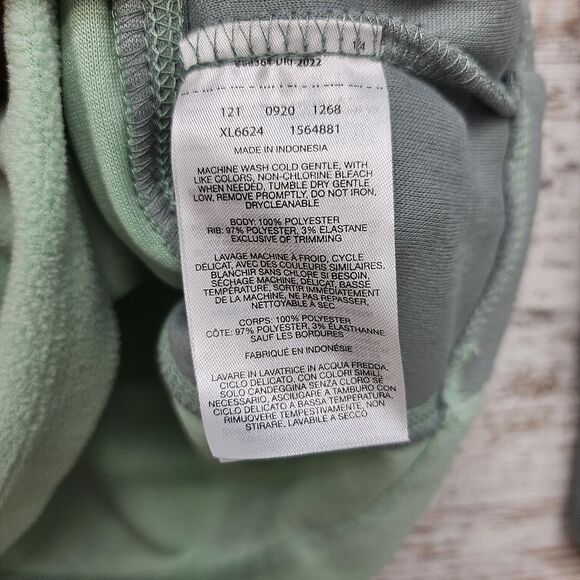 14
2022
121 0920 1268
XL6624 1564881
MADE IN INDONESIA
MACHINE WASH COLD GENTLE, WITH
LIKE COLORS, NON-CHLORINE BLEACH
WHEN NEEDED, TUMBLE DRY GENTLE
LOW, REMOVE PROMPTLY, DO NOT IRON,
DRYCLEANABLE
BODY: 100% POLYESTER
RIB: 97% POLYESTER, 3% ELASTANE
EXCLUSIVE OF TRIMMING
LAVAGE MACHINE À FROID, CYCLE
DÉLICAT, AVEC DES COULEURS SIMILAIRES,
BLANCHIR SANS CHLORE SI BESOIN,
SÉCHAGE MACHINE, DÉLICAT, BASSE
TEMPÉRATURE, SORTIR IMMÉDIATEMENT
DE LA MACHINE, NE PAS REPASSER,
NETTOYABLE À SEC
CORPS: 100% POLYESTER
CÔTE: 97% POLYESTER, 3% ÉLASTHANNE
SAUF LES BORDURES
FABRIQUÉ EN INDONÉSIE
LAVARE IN LAVATRICE IN ACQUA FREDDA,
CICLO DELICATO, CON COLORI SIMILI,
SOLO CANDEGGINA SENZA CLORO SE
NECESSARIO, ASCIUGARE A TAMBURO CON
CICLO DELICATO A BASSA TEMPERATURA,
RIMUOVERE TEMPESTIVAMENTE, NON
STIRARE, LAVABILE A SECCO